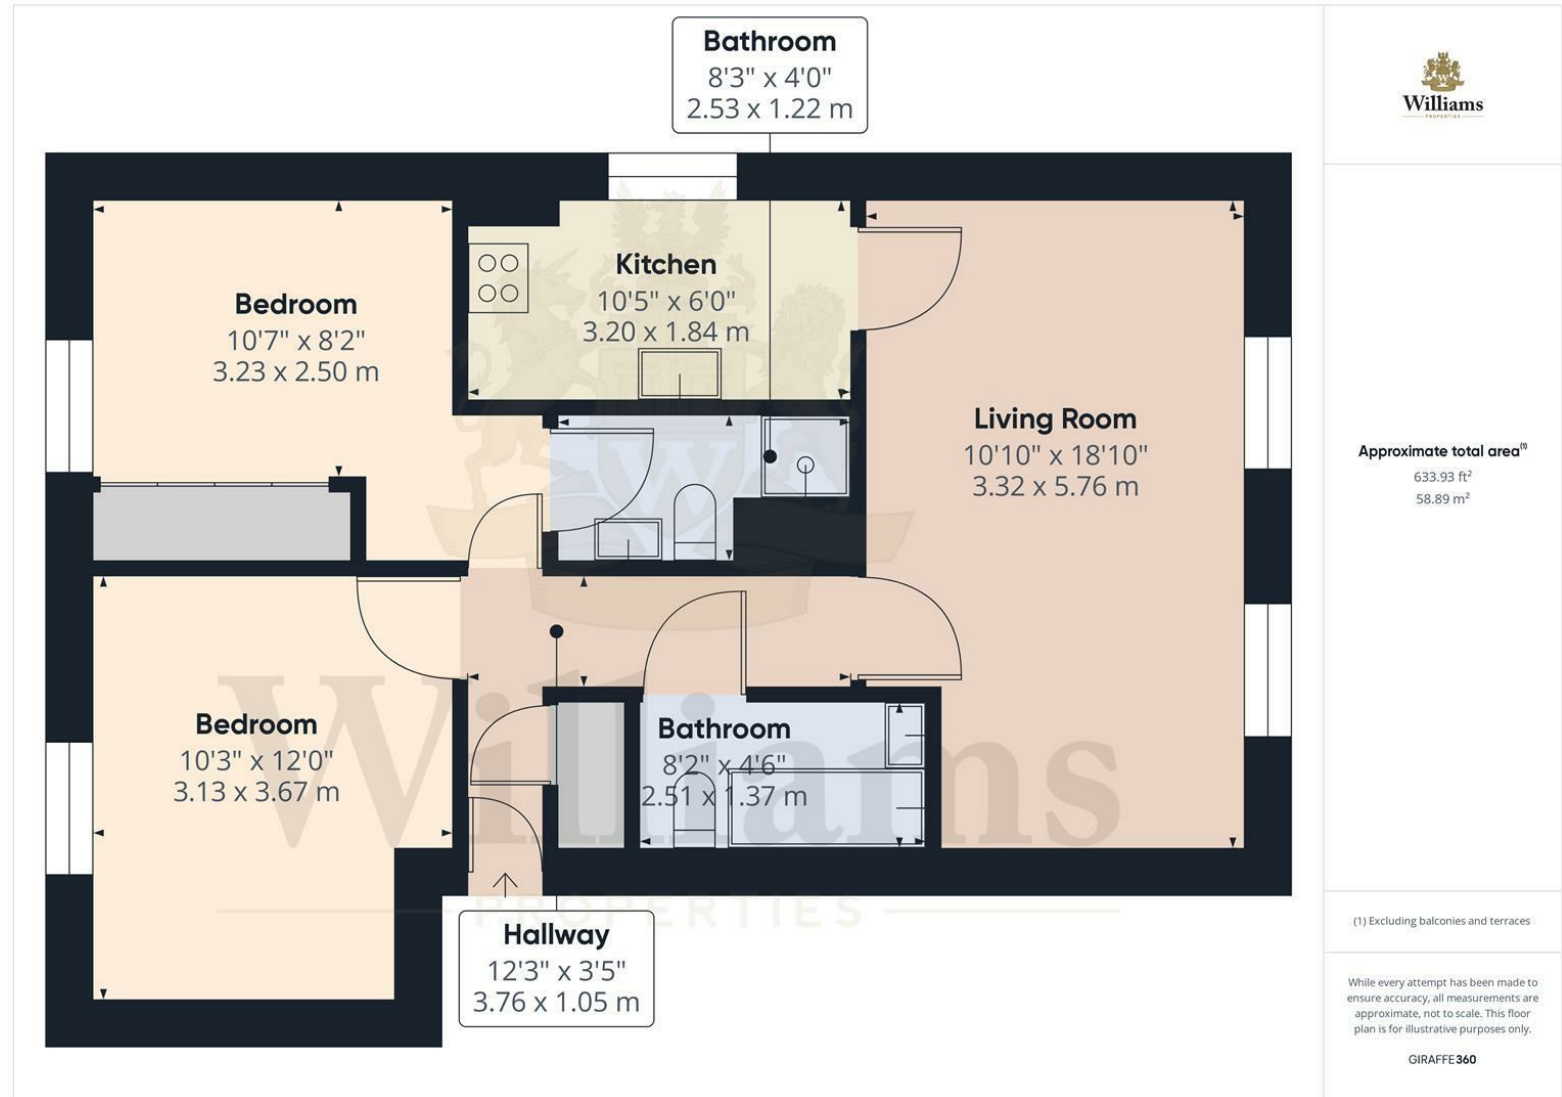 Bathroom
8'3" x 4'0"
2.53 x 1.22 m
Bedroom
10'7" x 8'2"
3.23 x 2.50 m
Kitchen
10'5" x 6'0"
3.20 x 1.84 m
Living Room
10'10" x 18'10"
3.32 x 5.76 m
Bedroom
10'3" x 12'0"
3.13 x 3.67 m
Bathroom
8'2" x 4'6"
2.51 x 1.37 m
Hallway
12'3" x 3'5"
3.76 x 1.05 m
Williams
PROPERTIES
W
Williams
PROPERTIES
Approximate total area⁽¹⁾
633.93 ft²
58.89 m²
(1) Excluding balconies and terraces
While every attempt has been made to
ensure accuracy, all measurements are
approximate, not to scale. This floor
plan is for illustrative purposes only.
GIRAFFE360